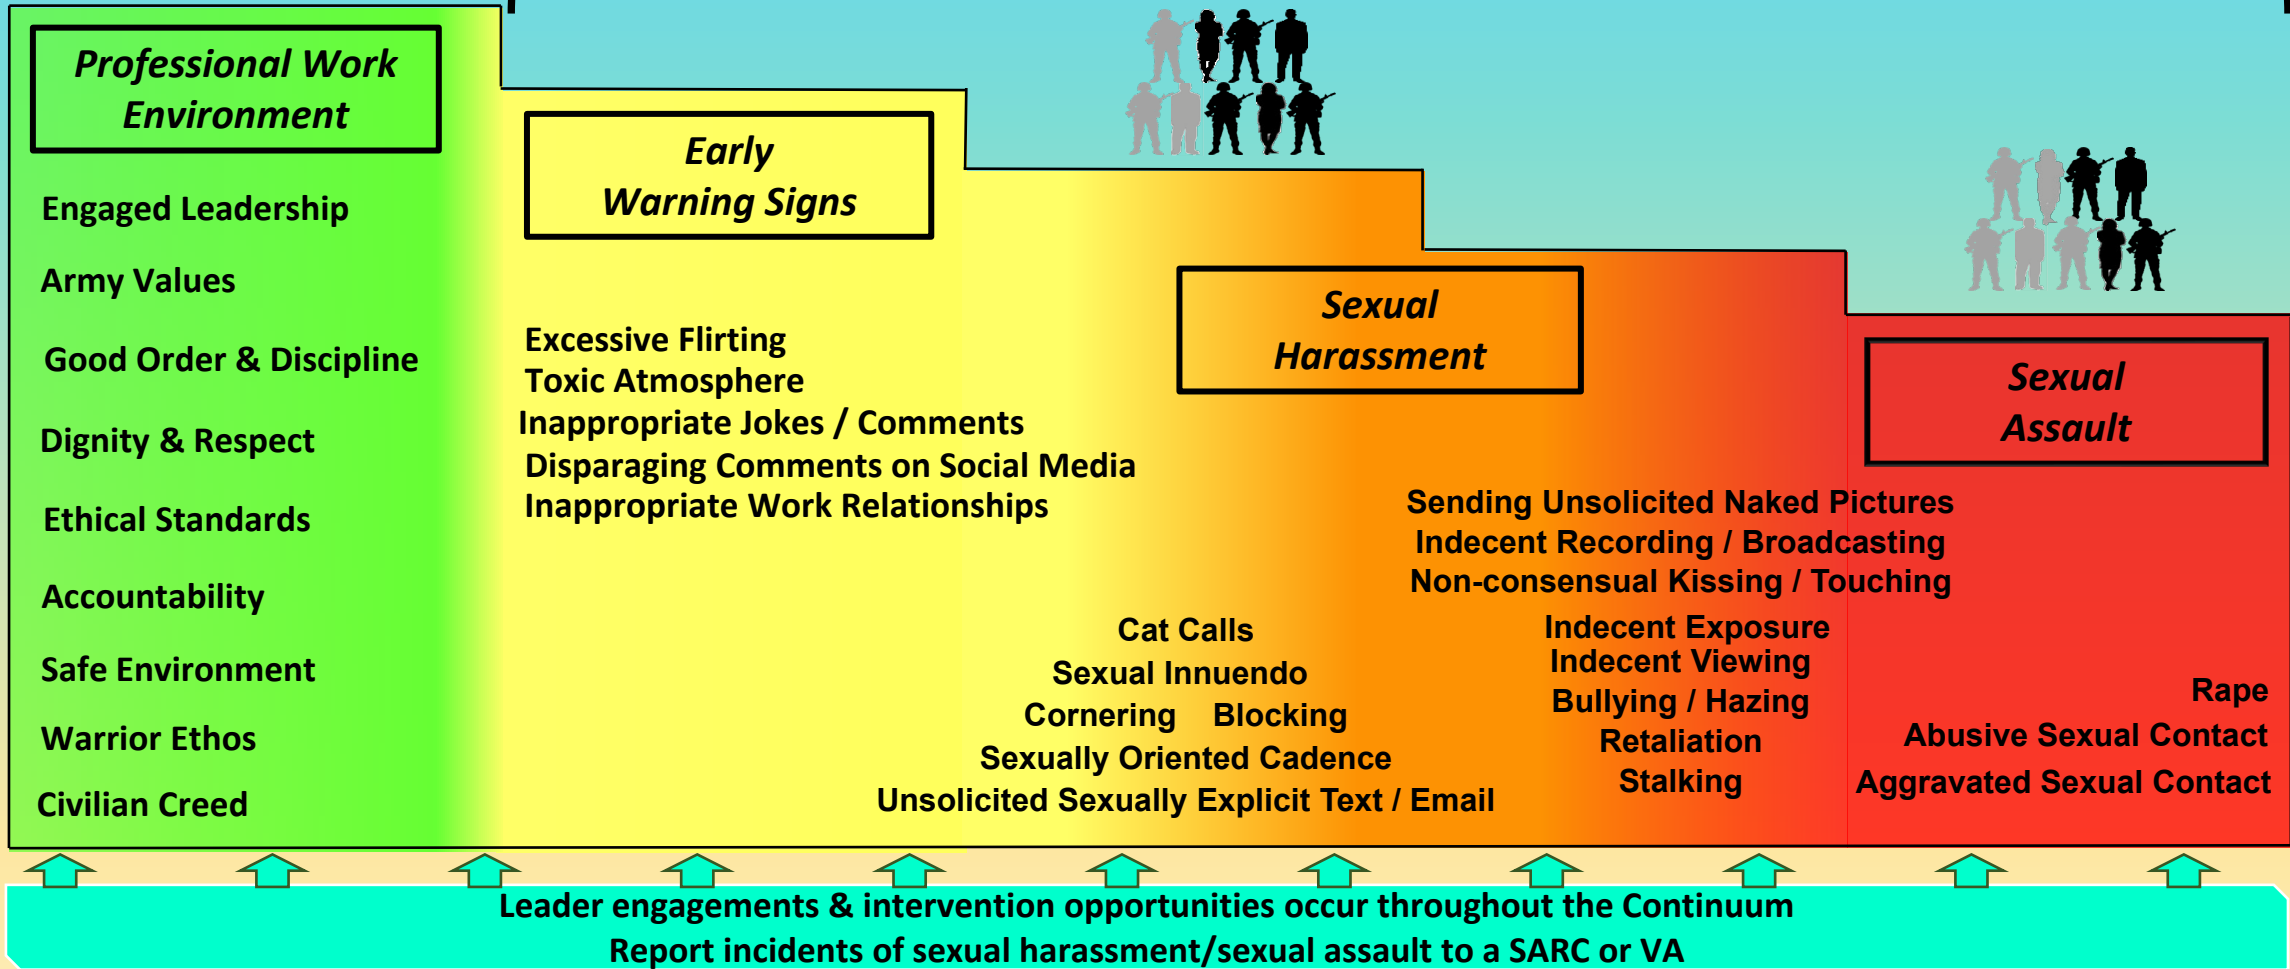 Professional Work
Environment
Engaged Leadership
Army Values
Good Order & Discipline
Dignity & Respect
Ethical Standards
Accountability
Safe Environment
Warrior Ethos
Civilian Creed
Early
Warning Signs
Excessive Flirting
Toxic Atmosphere
Inappropriate Jokes / Comments
Disparaging Comments on Social Media
Inappropriate Work Relationships
Sexual
Harassment
Cat Calls
Sexual Innuendo
Cornering Blocking
Sexually Oriented Cadence
Unsolicited Sexually Explicit Text / Email
Sending Unsolicited Naked Pictures
Indecent Recording / Broadcasting
Non-consensual Kissing / Touching
Indecent Exposure
Indecent Viewing
Bullying / Hazing
Retaliation
Stalking
Sexual
Assault
Rape
Abusive Sexual Contact
Aggravated Sexual Contact
Leader engagements & intervention opportunities occur throughout the Continuum
Report incidents of sexual harassment/sexual assault to a SARC or VA